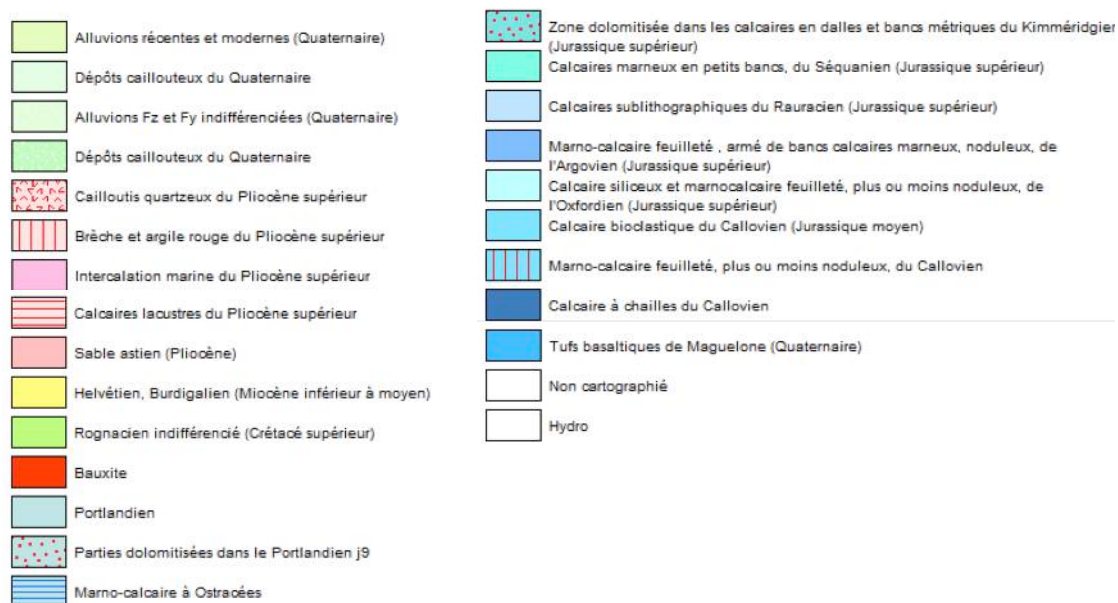 Alluvions récentes et modernes (Quaternaire)
Dépôts caillouteux du Quaternaire
Alluvions Fz et Fy indifférenciées (Quaternaire)
Dépôts caillouteux du Quaternaire
Cailloutis quartzeux du Pliocène supérieur
Brèche et argile rouge du Pliocène supérieur
Intercalation marine du Pliocène supérieur
Calcaires lacustres du Pliocène supérieur
Sable astien (Pliocène)
Helvétien, Burdigalien (Miocène inférieur à moyen)
Rognacien indifférencié (Crétacé supérieur)
Bauxite
Portlandien
Parties dolomitisées dans le Portlandien j9
Marno-calcaire à Ostracées
Zone dolomitisée dans les calcaires en dalles et bancs métriques du Kimméridgier
(Jurassique supérieur)
Calcaires marneux en petits bancs, du Séquanien (Jurassique supérieur)
Calcaires sublithographiques du Rauracien (Jurassique supérieur)
Marno-calcaire feuilleté , armé de bancs calcaires marneux, noduleux, de
l'Argovien (Jurassique supérieur)
Calcaire siliceux et marnocalcaire feuilleté, plus ou moins noduleux, de
l'Oxfordien (Jurassique supérieur)
Calcaire bioclastique du Callovien (Jurassique moyen)
Marno-calcaire feuilleté, plus ou moins noduleux, du Callovien
Calcaire à chailles du Callovien
Tufs basaltiques de Maguelone (Quaternaire)
Non cartographié
Hydro